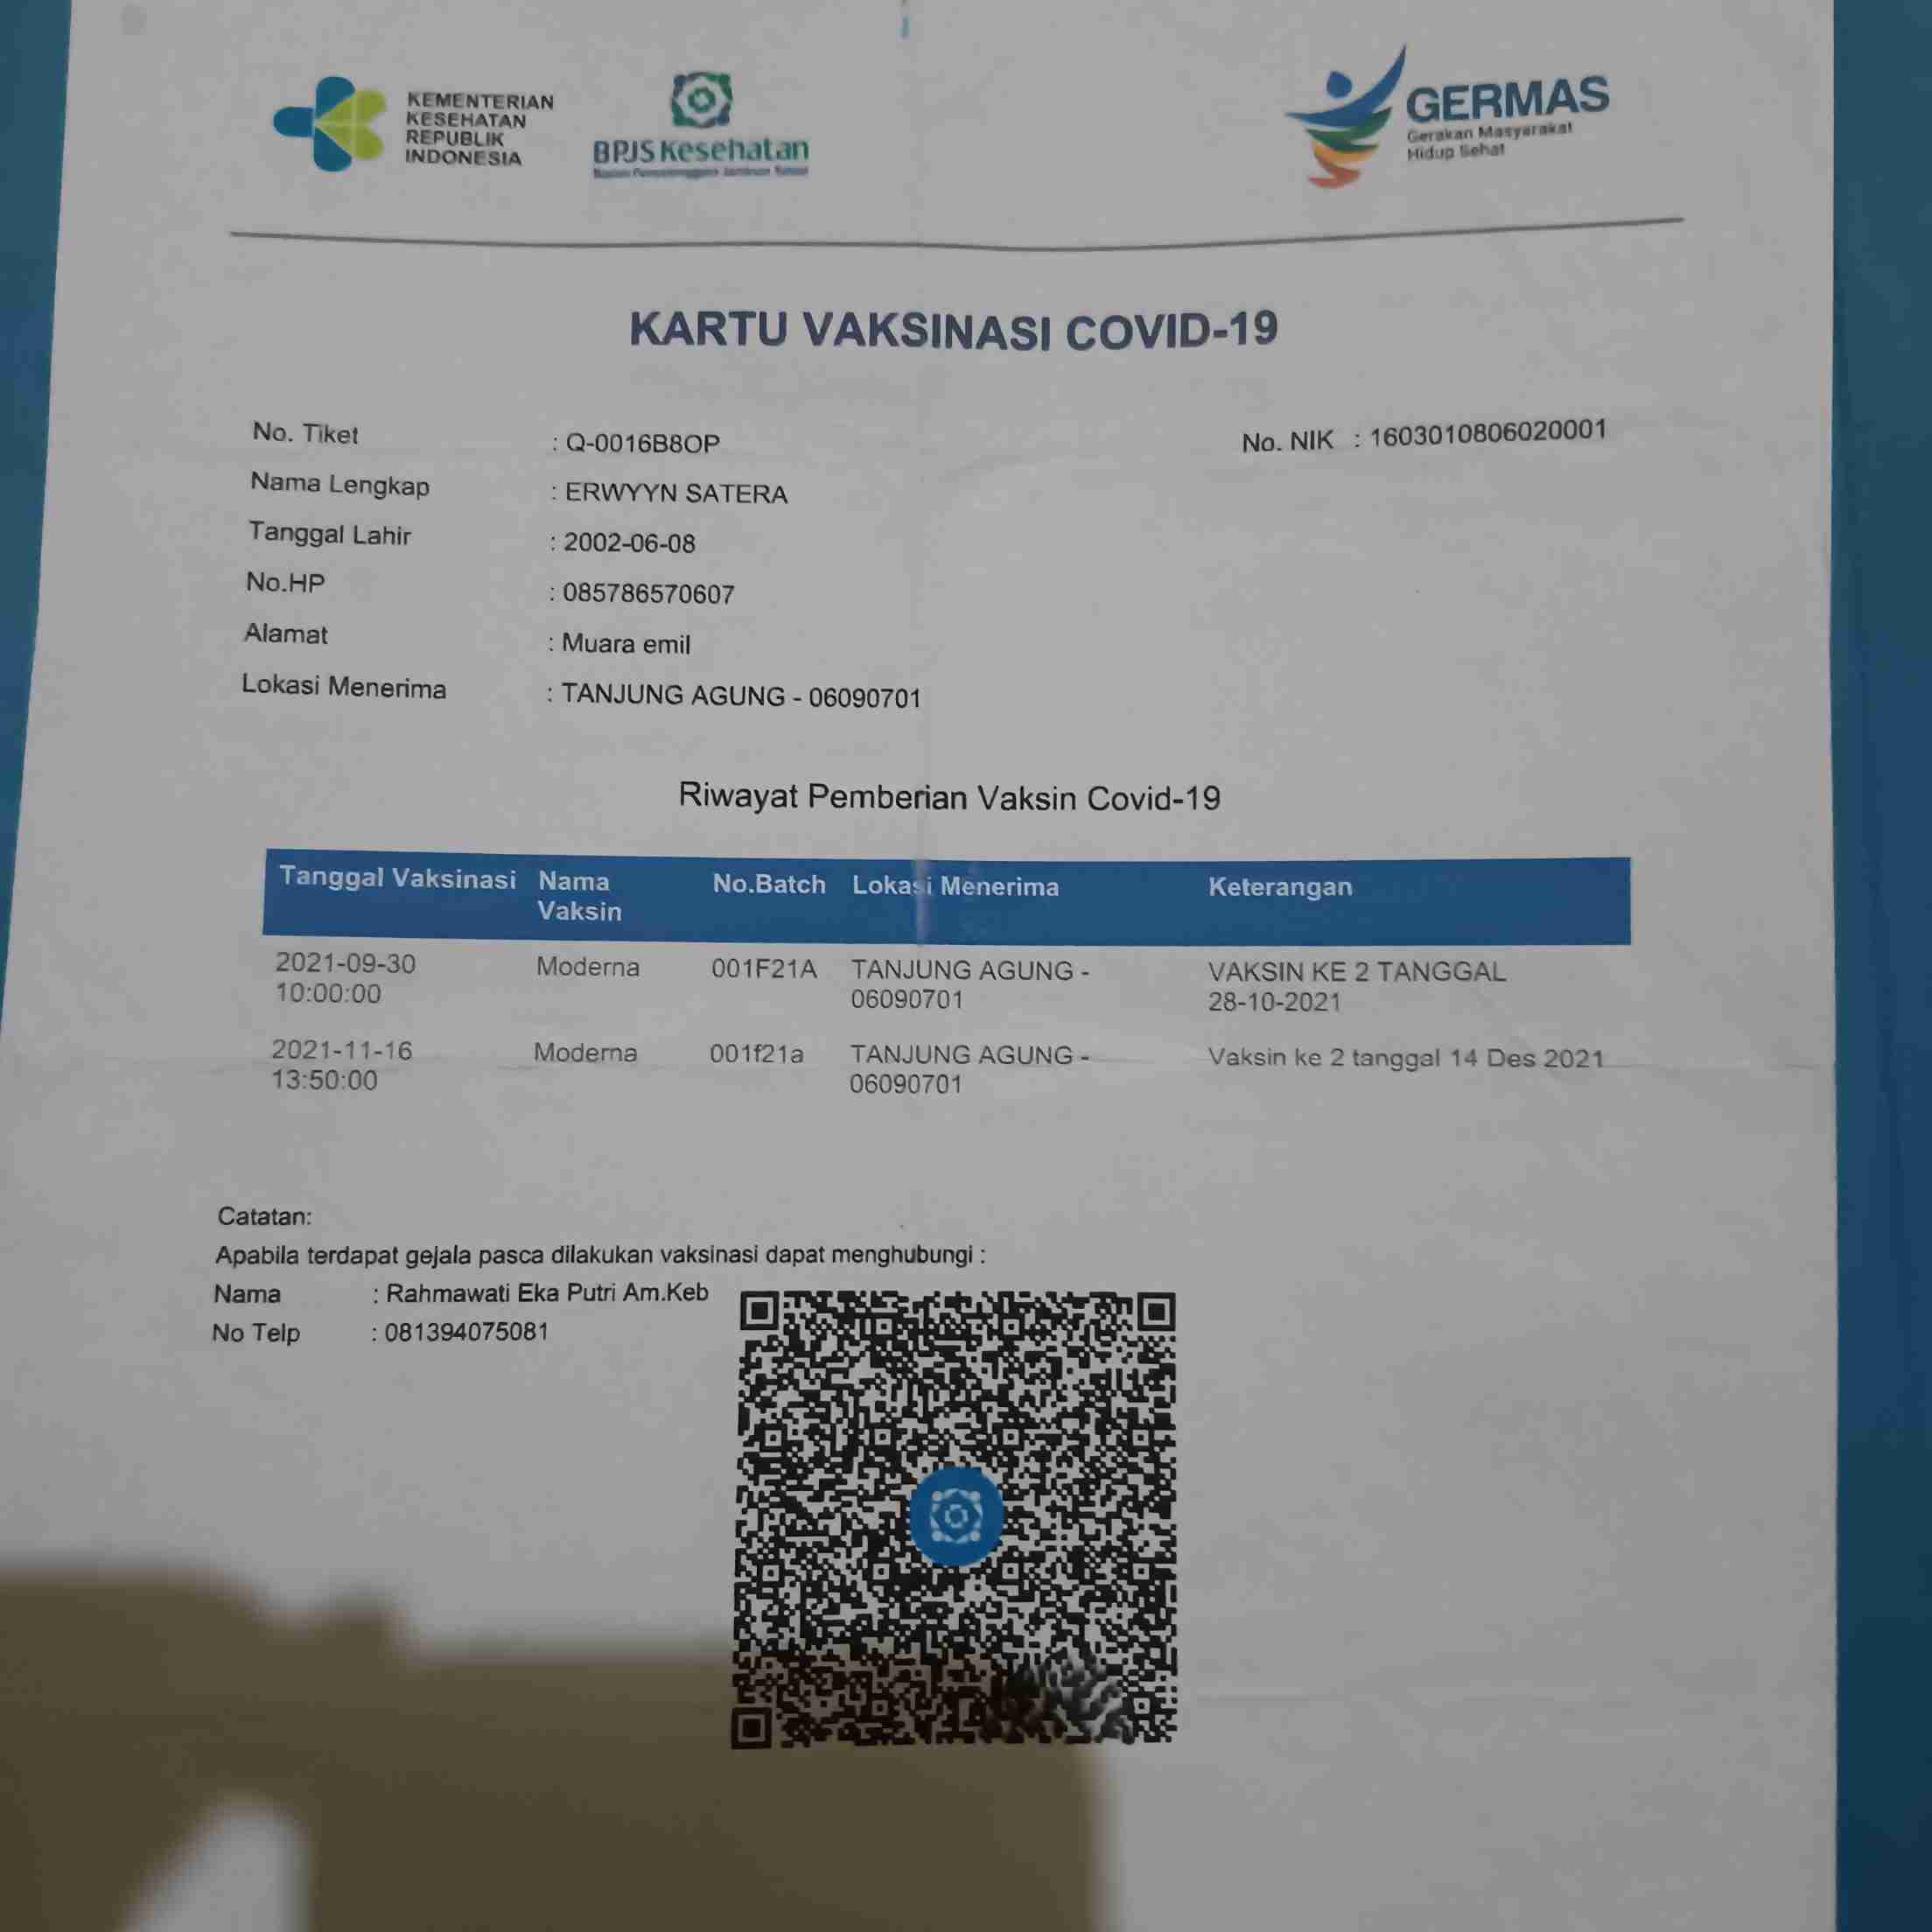 KEMENTERIAN
KESEHATAN
REPUBLIK
INDONESIA
BPJS Kesehatan
GERMAS
Gerakan Masyarakat
Hidup Sehat
KARTU VAKSINASI COVID-19
No. Tiket : Q-0016B8OP No. NIK : 1603010806020001
Nama Lengkap : ERWYYN SATERA
Tanggal Lahir : 2002-06-08
No.HP : 085786570607
Alamat : Muara emil
Lokasi Menerima : TANJUNG AGUNG - 06090701
Riwayat Pemberian Vaksin Covid-19
Tanggal Vaksinasi Nama Vaksin No.Batch Lokasi Menerima Keterangan
2021-09-30 Moderna 001F21A TANJUNG AGUNG - VAKSIN KE 2 TANGGAL
10:00:00 06090701 28-10-2021
2021-11-16 Moderna 001f21a TANJUNG AGUNG - Vaksin ke 2 tanggal 14 Des 2021
13:50:00 06090701
Catatan:
Apabila terdapat gejala pasca dilakukan vaksinasi dapat menghubungi :
Nama : Rahmawati Eka Putri Am.Keb
No Telp : 081394075081